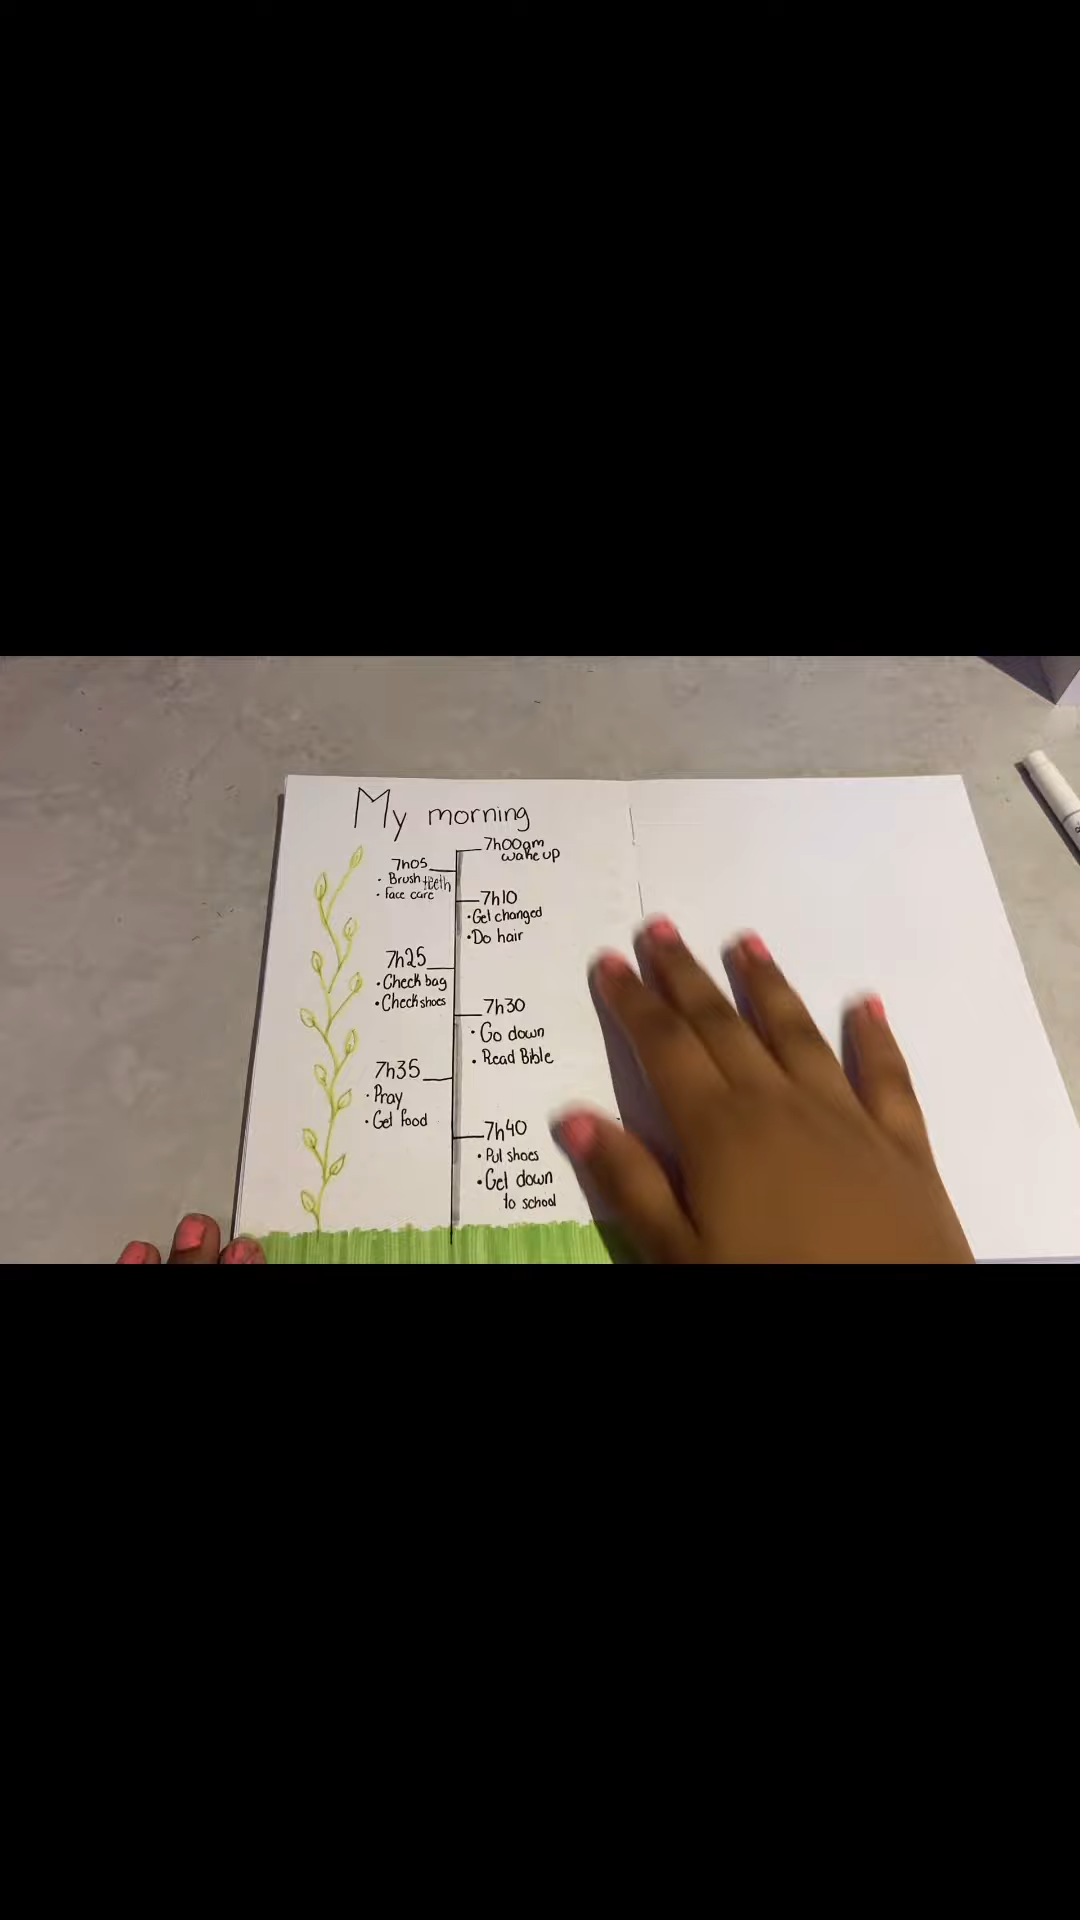 My morning
7h00am
wake up
7h05
• Brush teeth
• Face care
7h10
• Get changed
• Do hair
7h25
• Check bag
• Check shoes
7h30
• Go down
• Read Bible
7h35
• Pray
• Get food
7h40
• Put shoes
• Get down
to school